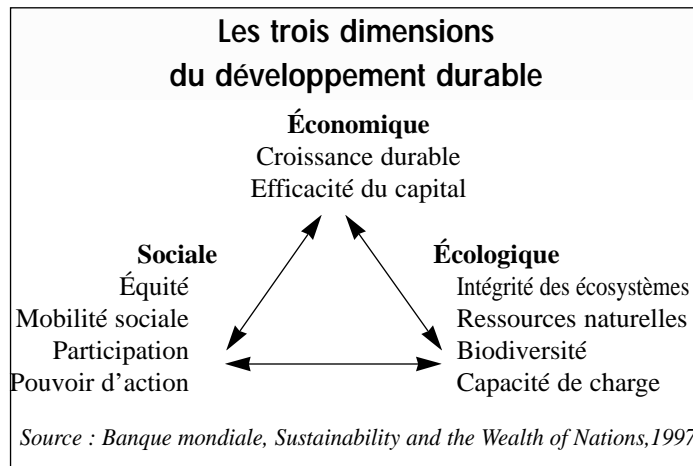 Les trois dimensions
du développement durable
Économique
Croissance durable
Efficacité du capital
Sociale
Équité
Mobilité sociale
Participation
Pouvoir d'action
Écologique
Intégrité des écosystèmes
Ressources naturelles
Biodiversité
Capacité de charge
Source : Banque mondiale, Sustainability and the Wealth of Nations,1997